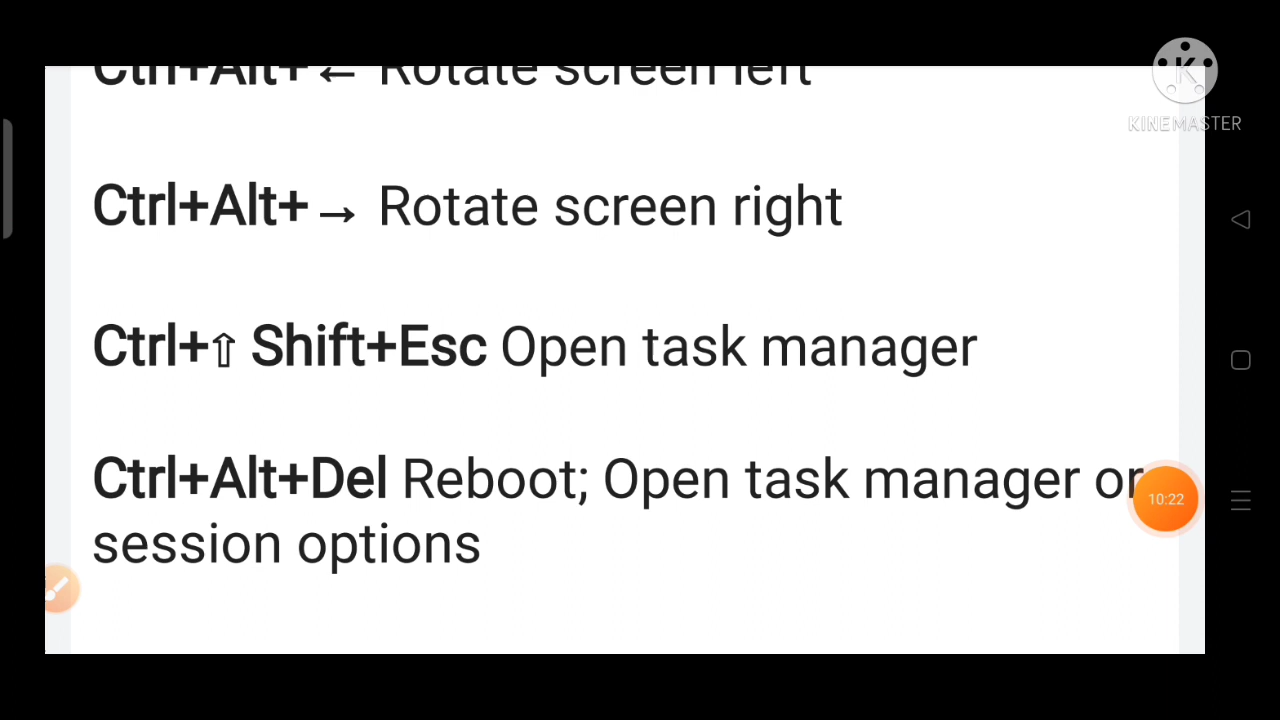 Ctrl+Alt+← Rotate screen left
KINEMASTER
Ctrl+Alt+→ Rotate screen right
Ctrl+⇧ Shift+Esc Open task manager
Ctrl+Alt+Del Reboot; Open task manager or
10:22
session options